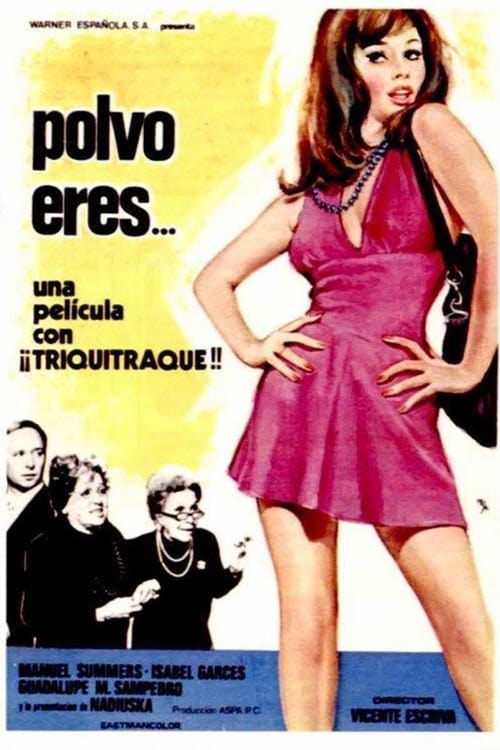 WARNER ESPAÑOLA, S.A. presenta
polvo
eres...
una
película
con
¡¡TRIQUITRAQUE!!
MANUEL SUMMERS · ISABEL GARCES
GUADALUPE M. SAMPEDRO
y la presentacion de NADIUSKA
Producción ASPA P.C.
EASTMANCOLOR
DIRECTOR
VICENTE ESCRIVA